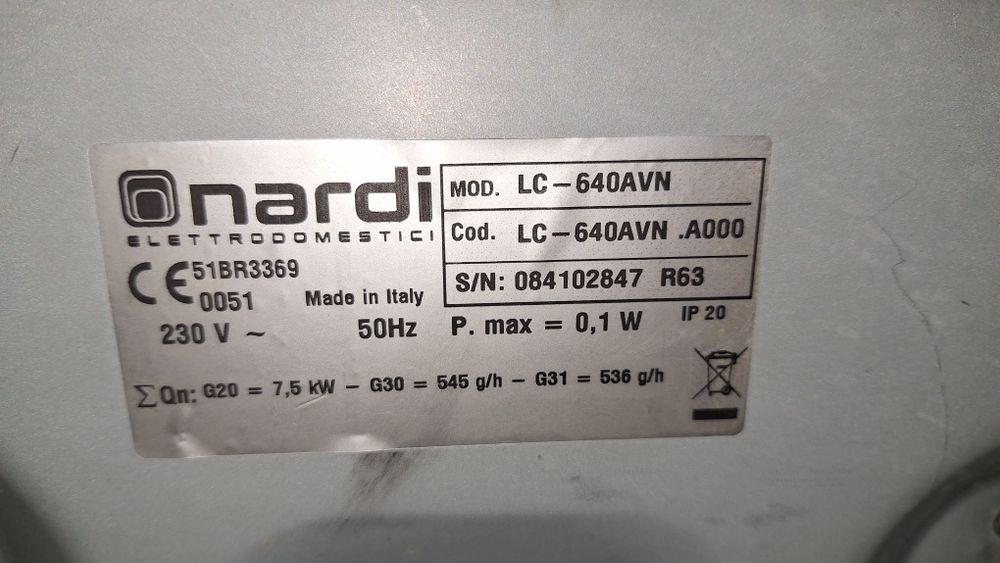 nardi
ELETTRODOMESTICI
MOD. LC-640AVN
Cod. LC-640AVN .A000
S/N: 084102847 R63
CE 51BR3369
0051
Made in Italy
230 V ~ 50Hz P. max = 0,1 W IP 20
∑Qn: G20 = 7,5 kW - G30 = 545 g/h - G31 = 536 g/h